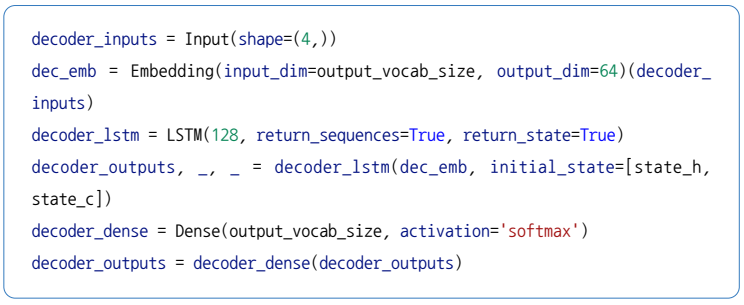 decoder_inputs = Input(shape=(4,))
dec_emb = Embedding(input_dim=output_vocab_size, output_dim=64)(decoder_
inputs)
decoder_lstm = LSTM(128, return_sequences=True, return_state=True)
decoder_outputs, _, _ = decoder_lstm(dec_emb, initial_state=[state_h,
state_c])
decoder_dense = Dense(output_vocab_size, activation='softmax')
decoder_outputs = decoder_dense(decoder_outputs)